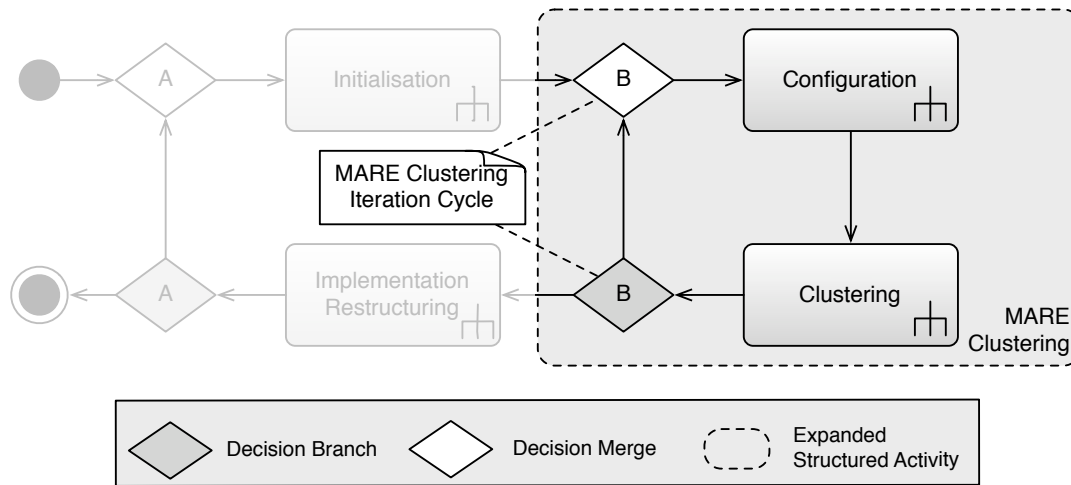 A
Initialisation
B
Configuration
MARE Clustering
Iteration Cycle
A
Implementation
Restructuring
B
Clustering
MARE
Clustering
Decision Branch
Decision Merge
Expanded
Structured Activity